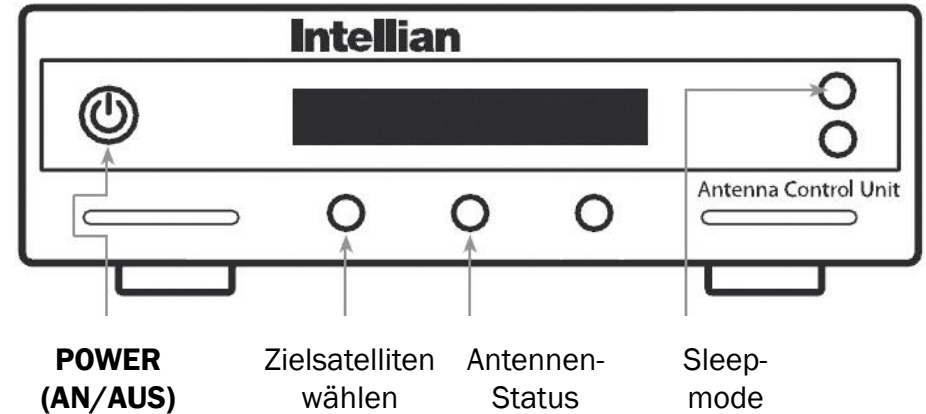 Intellian
Antenna Control Unit
POWER
(AN/AUS)
Zielsatelliten
wählen
Antennen-
Status
Sleep-
mode